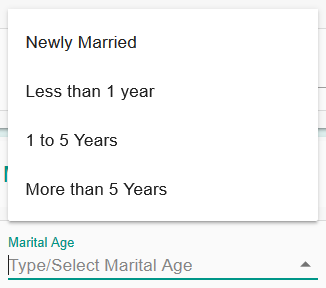 Newly Married
Less than 1 year
1 to 5 Years
More than 5 Years
Marital Age
Type/Select Marital Age